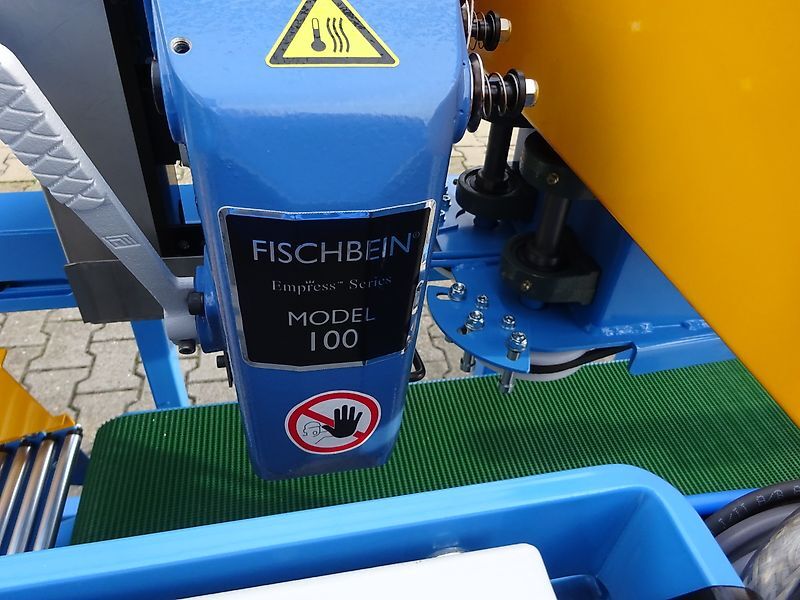 FISCHBEIN®
Empress™ Series
MODEL
100